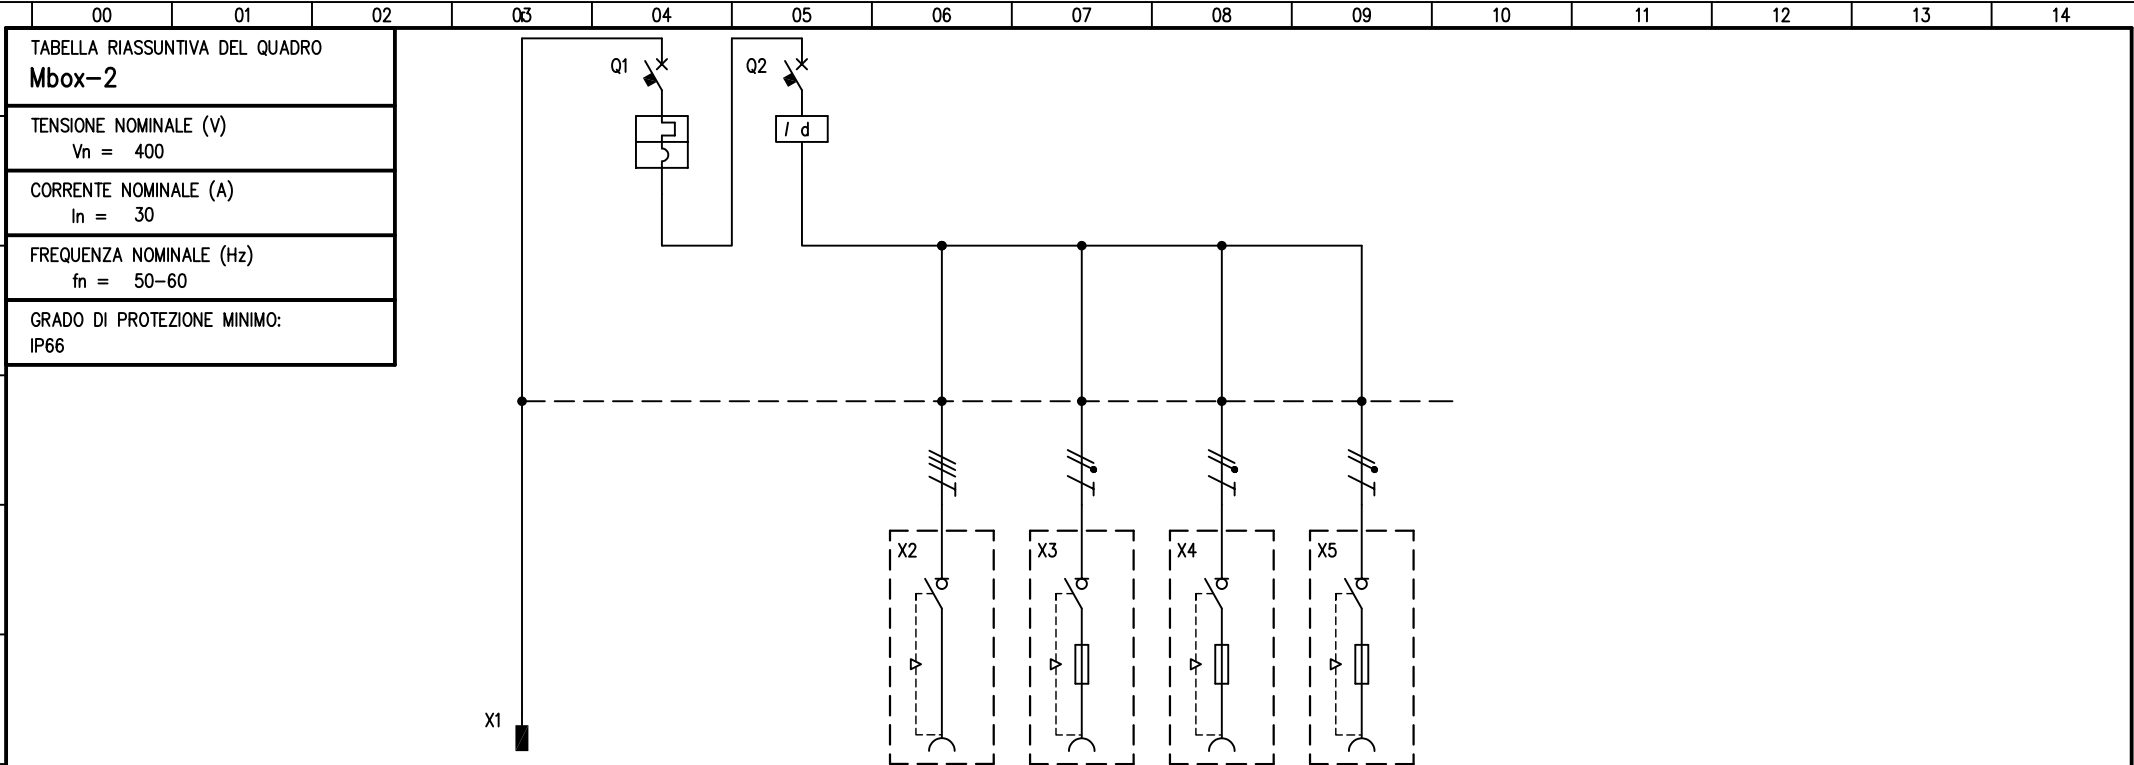 00 01 02 03 04 05 06 07 08 09 10 11 12 13 14
TABELLA RIASSUNTIVA DEL QUADRO
Mbox-2
TENSIONE NOMINALE (V)
Vn = 400
CORRENTE NOMINALE (A)
In = 30
FREQUENZA NOMINALE (Hz)
fn = 50-60
GRADO DI PROTEZIONE MINIMO:
IP66
Q1 Q2
I d
X2 X3 X4 X5
X1